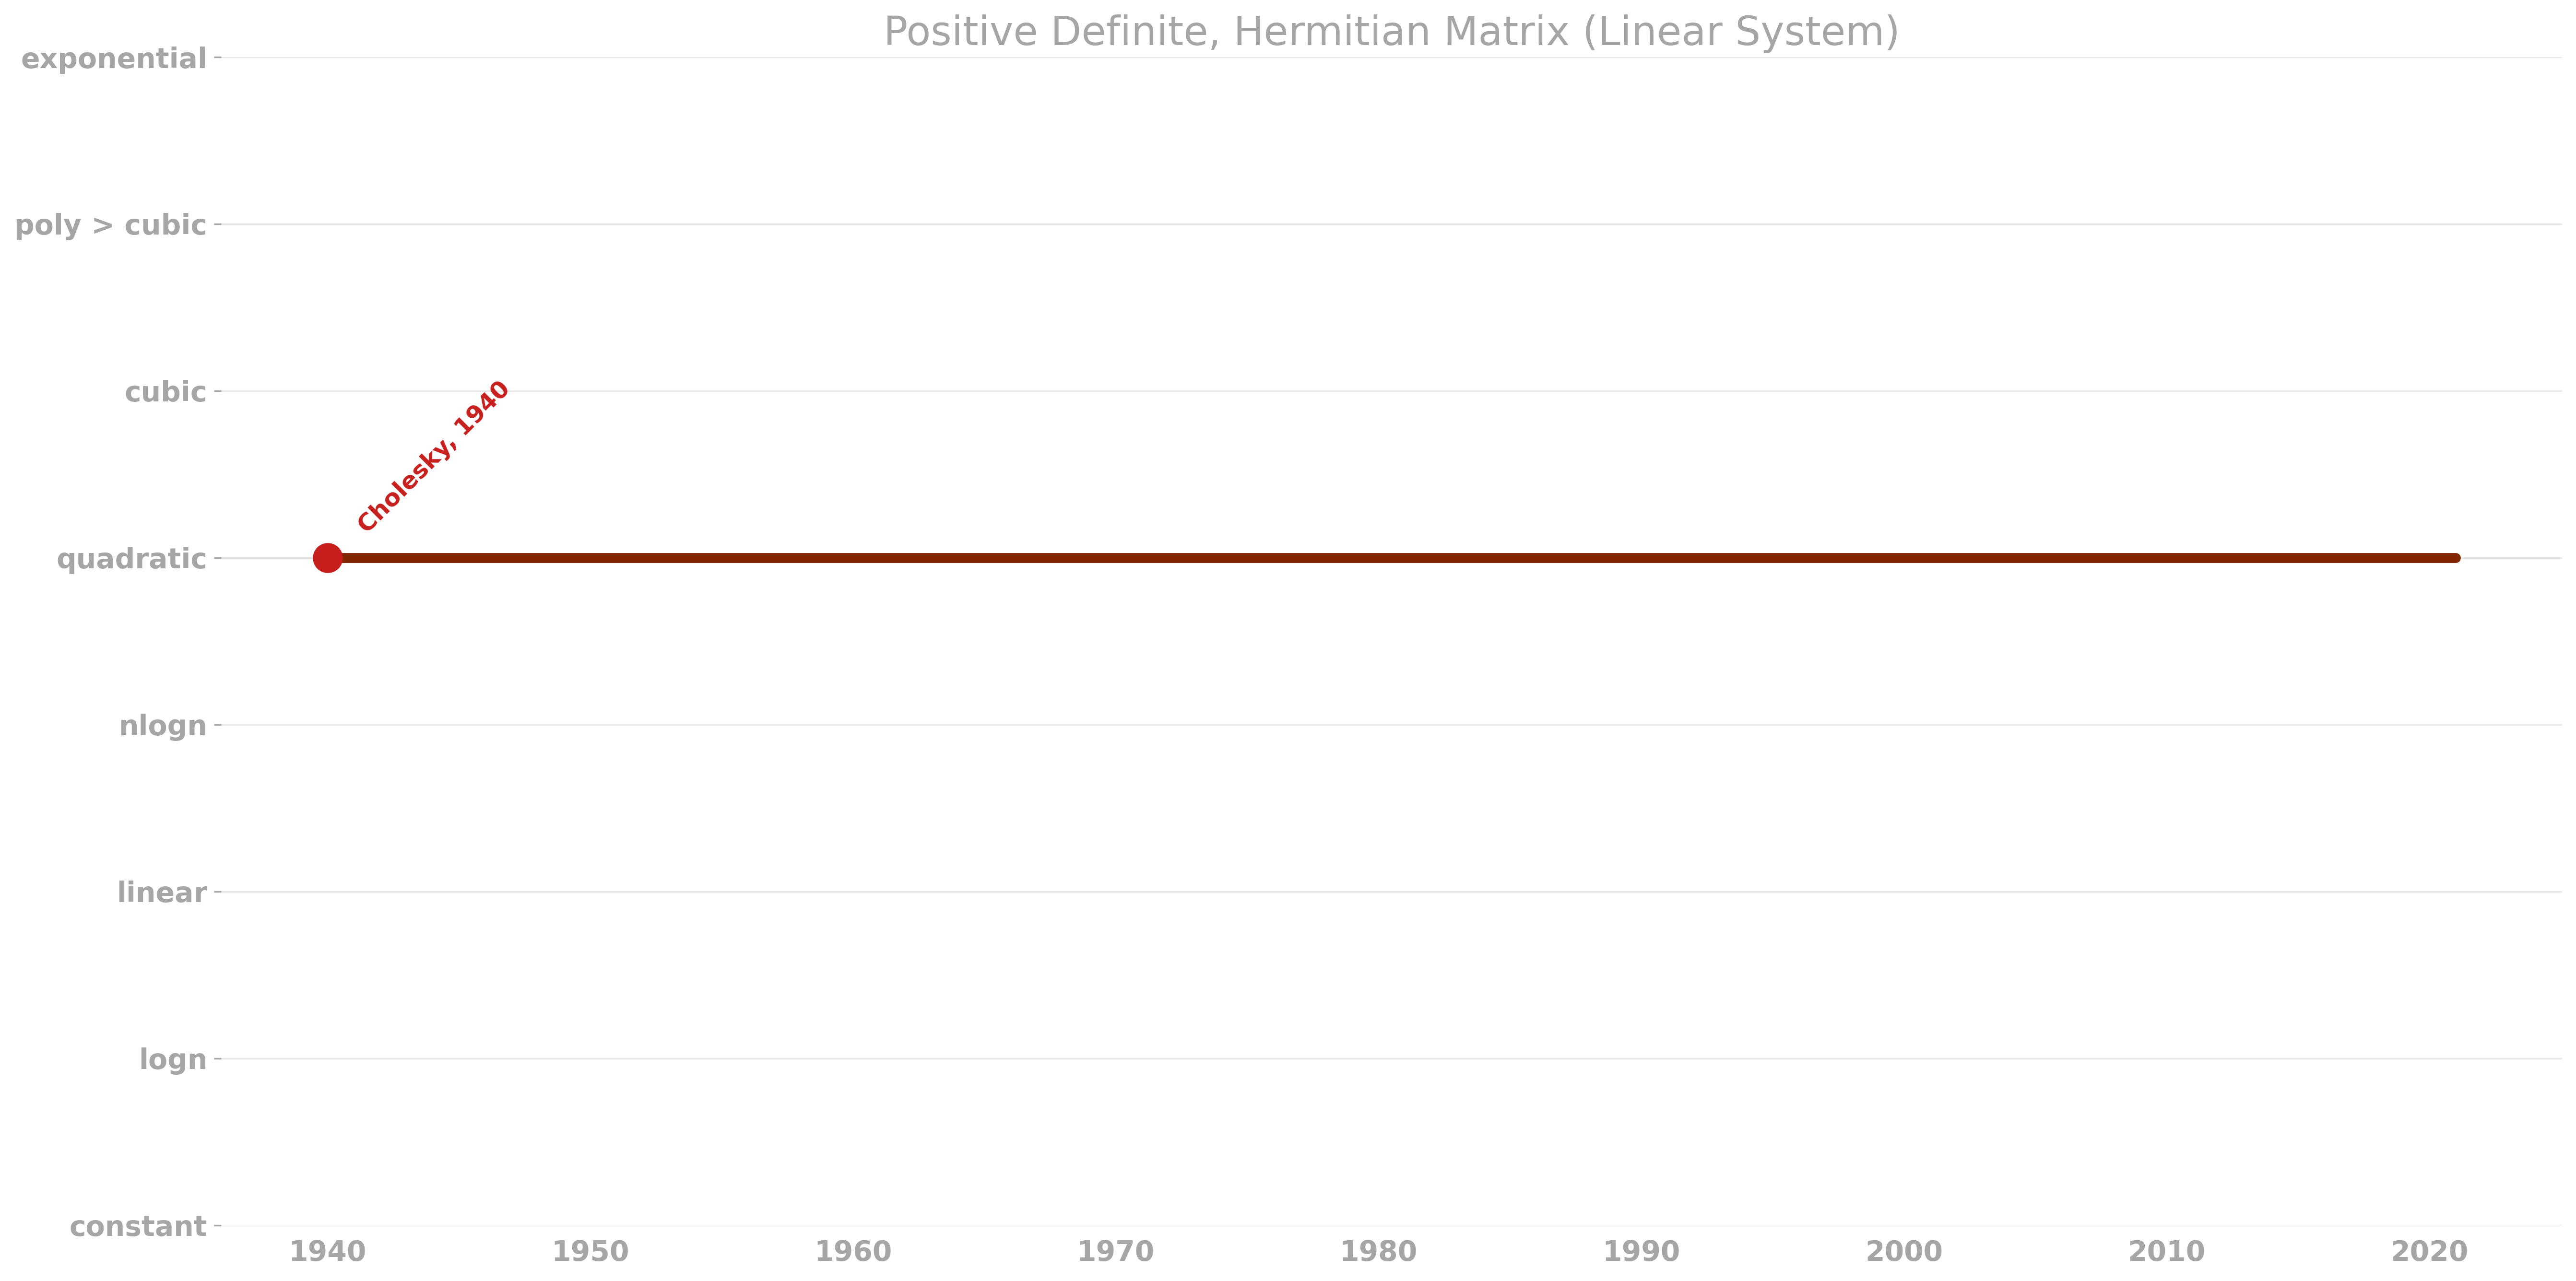 Positive Definite, Hermitian Matrix (Linear System)
exponential
poly > cubic
cubic
Cholesky, 1940
quadratic
nlogn
linear
logn
constant
1940 1950 1960 1970 1980 1990 2000 2010 2020